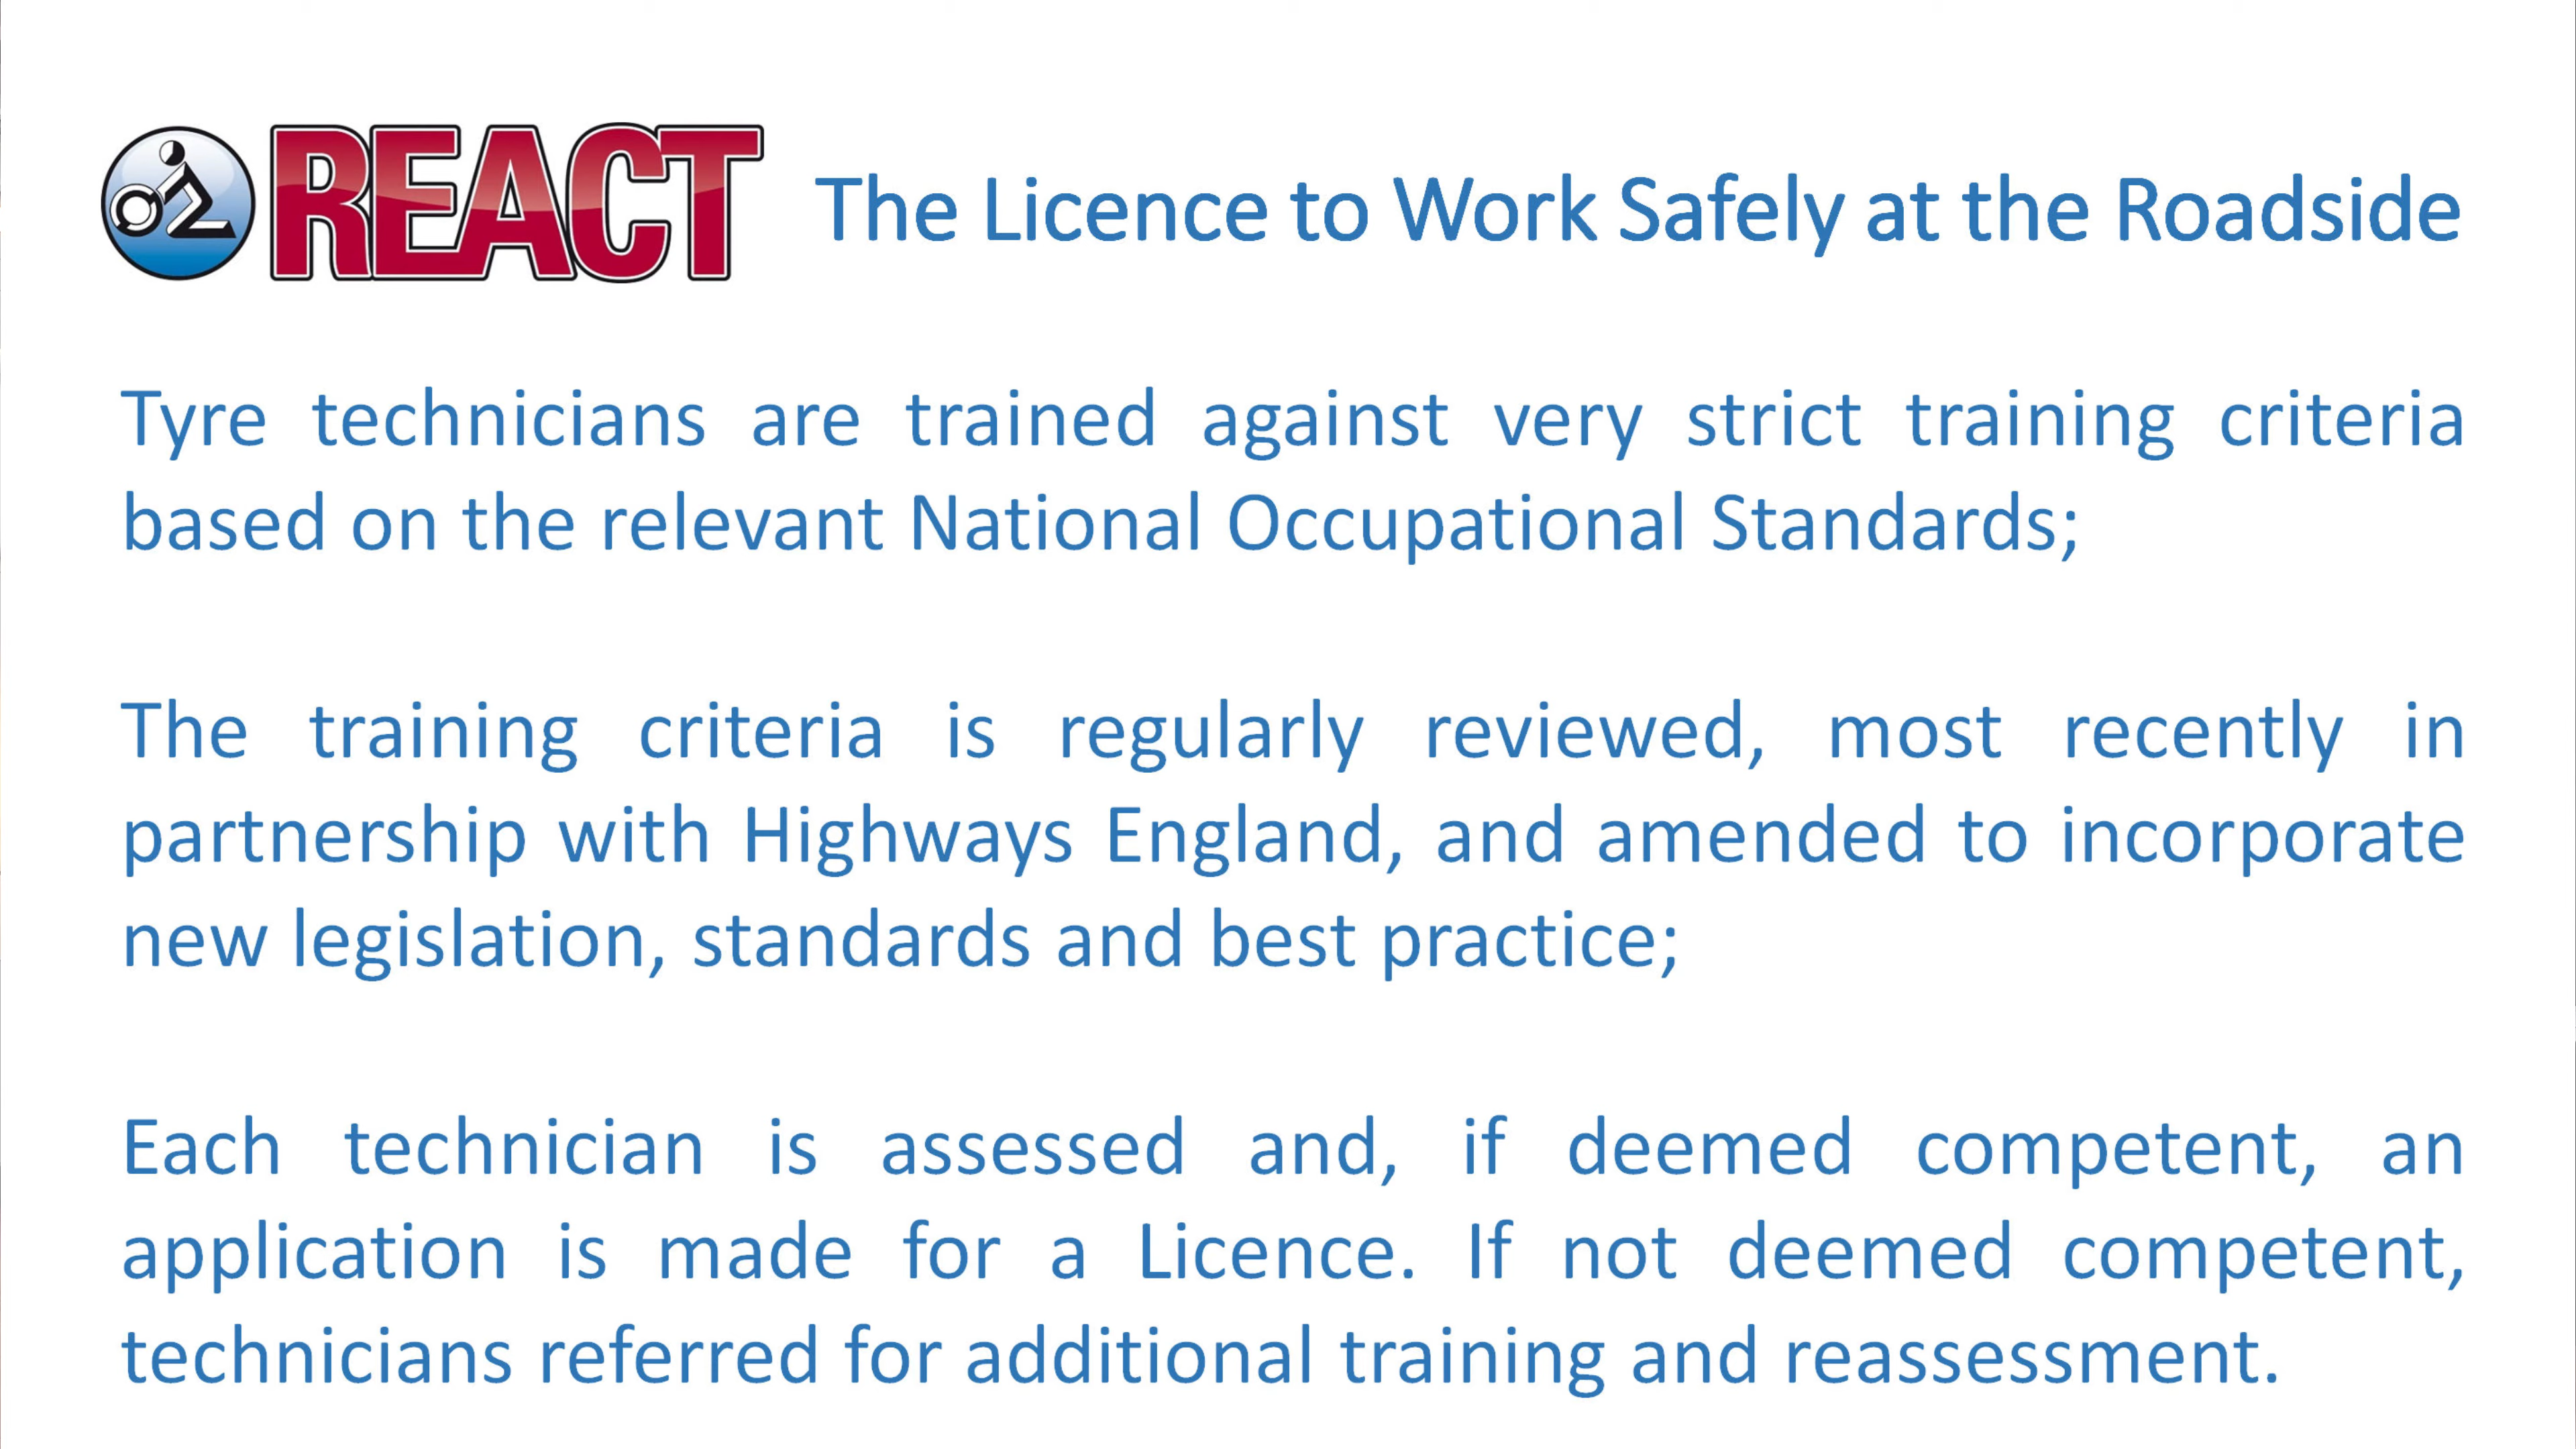 REACT The Licence to Work Safely at the Roadside
Tyre technicians are trained against very strict training criteria
based on the relevant National Occupational Standards;
The training criteria is regularly reviewed, most recently in
partnership with Highways England, and amended to incorporate
new legislation, standards and best practice;
Each technician is assessed and, if deemed competent, an
application is made for a Licence. If not deemed competent,
technicians referred for additional training and reassessment.